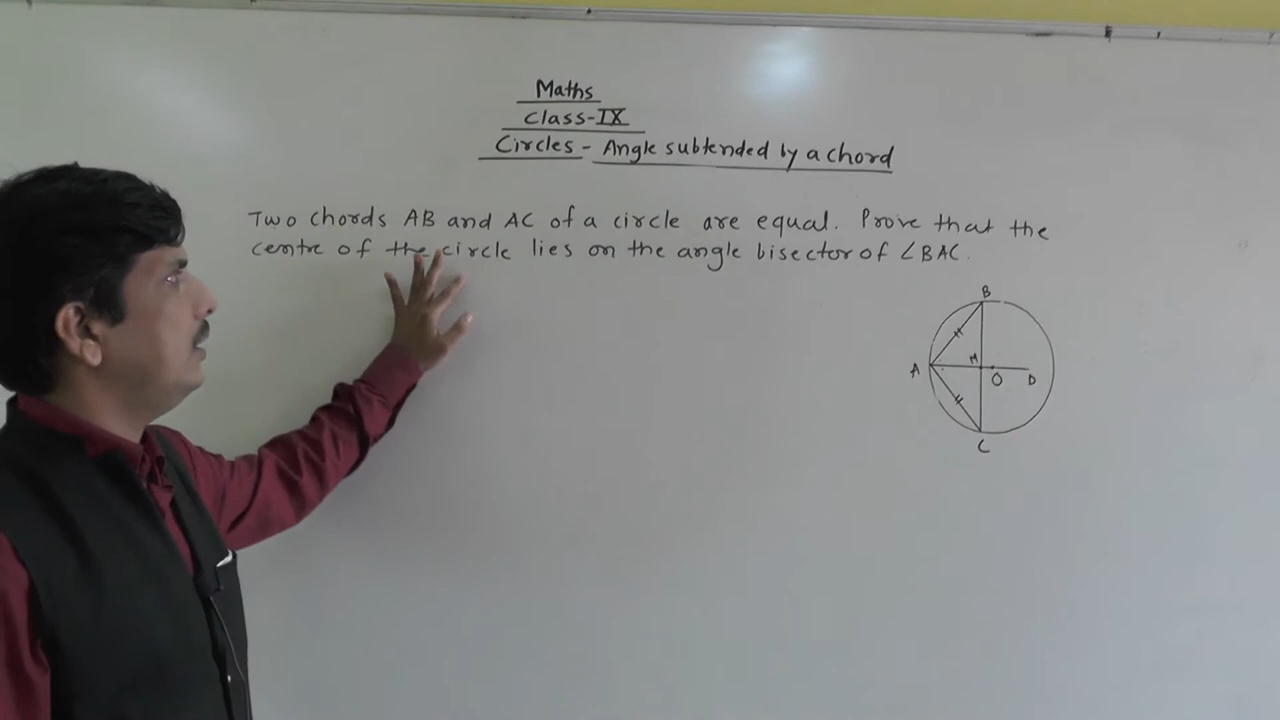 Maths
Class-IX
Circles - Angle subtended by a chord
Two chords AB and AC of a circle are equal. Prove that the
centre of the circle lies on the angle bisector of ∠BAC.
B
A M O D
C